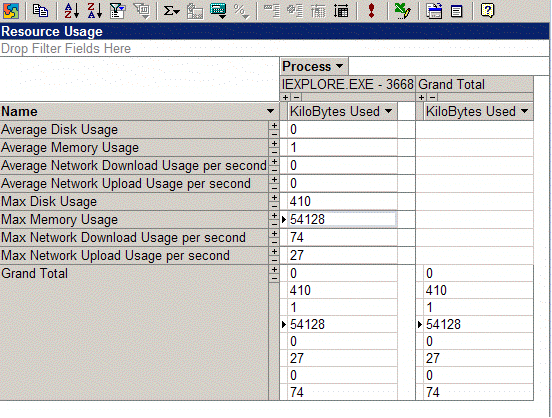 Resource Usage
Drop Filter Fields Here
Process
IEXPLORE.EXE - 3668 Grand Total
Name KiloBytes Used KiloBytes Used
Average Disk Usage 0
Average Memory Usage 1
Average Network Download Usage per second 0
Average Network Upload Usage per second 0
Max Disk Usage 410
Max Memory Usage 54128
Max Network Download Usage per second 74
Max Network Upload Usage per second 27
Grand Total 0 0
410 410
1 1
54128 54128
0 0
27 27
0 0
74 74